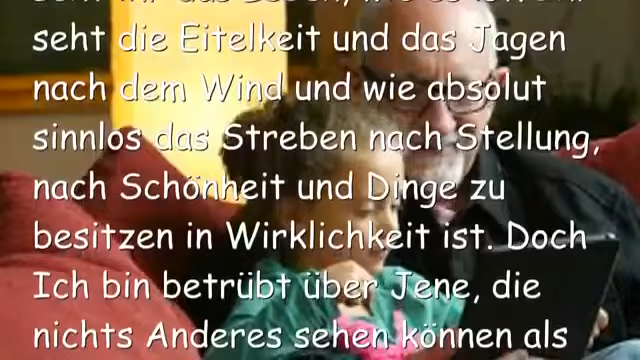 seht die Eitelkeit und das Jagen
nach dem Wind und wie absolut
sinnlos das Streben nach Stellung,
nach Schönheit und Dinge zu
besitzen in Wirklichkeit ist. Doch
Ich bin betrübt über Jene, die
nichts Anderes sehen können als